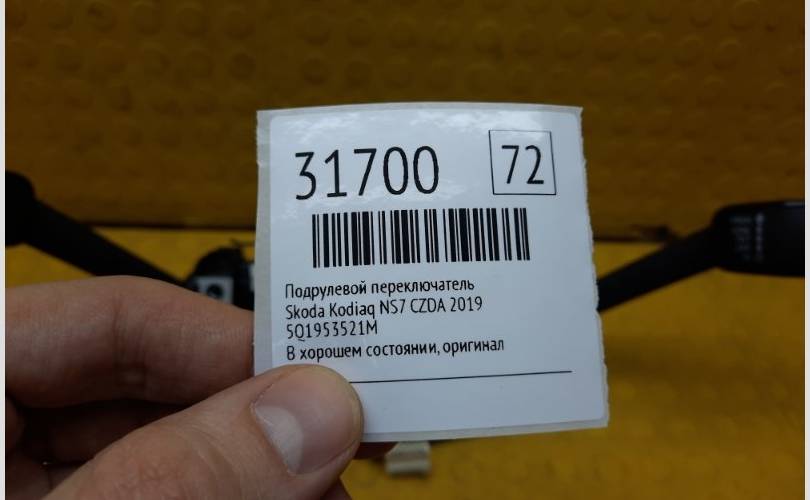 31700 72
Подрулевой переключатель
Skoda Kodiaq NS7 CZDA 2019
5Q1953521M
В хорошем состоянии, оригинал